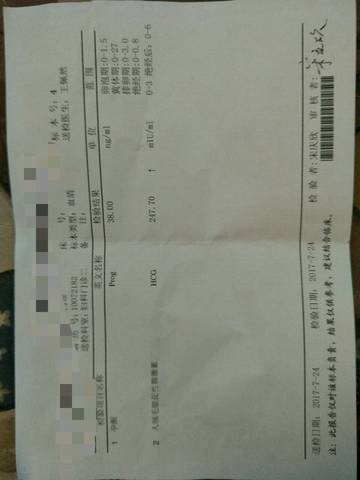 床 号: 标 本 号: 4
病 历 号: 10072182 标本类型: 血清 送检医生: 王佩然
送检科室: 妇科门诊二 备 注:
检验项目名称 英文名称 检验结果 单 位 范 围
1 孕酮 Prog 38.00 ng/ml 卵泡期:0-1.5
黄体期:0-27
排卵期:0-3.0
绝经期:0-0.8
2 人绒毛膜促性腺激素 HCG 247.70 ↑ mIU/ml 0-3 绝经后: 0-6
送检日期: 2017-7-24 检验日期: 2017-7-24 检 验 者: 宋庆欣 审 核 者:
注: 此报告仅对该标本负责, 结果仅供参考, 建议结合临床。